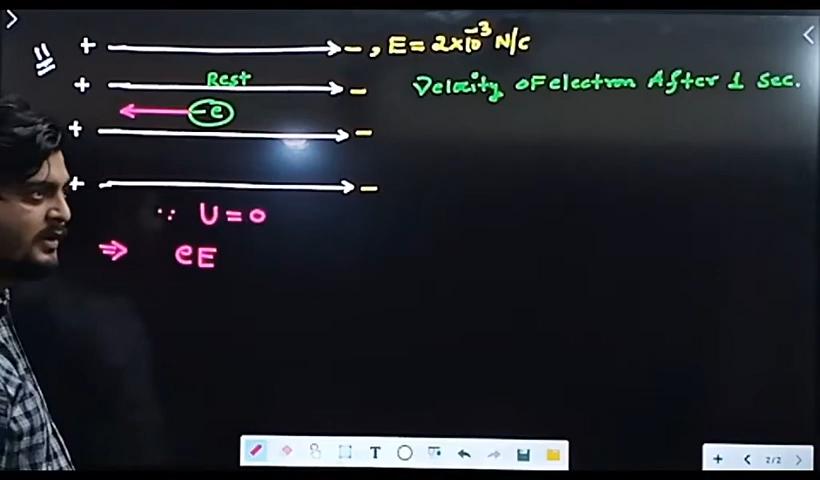 + → – , E = 2×10⁻³ N/C
+ Rest → – Velocity of electron After 1 sec.
–e
+ → –
+ → –
∵ U = 0
⇒ eE
T
+ < 2/2 >